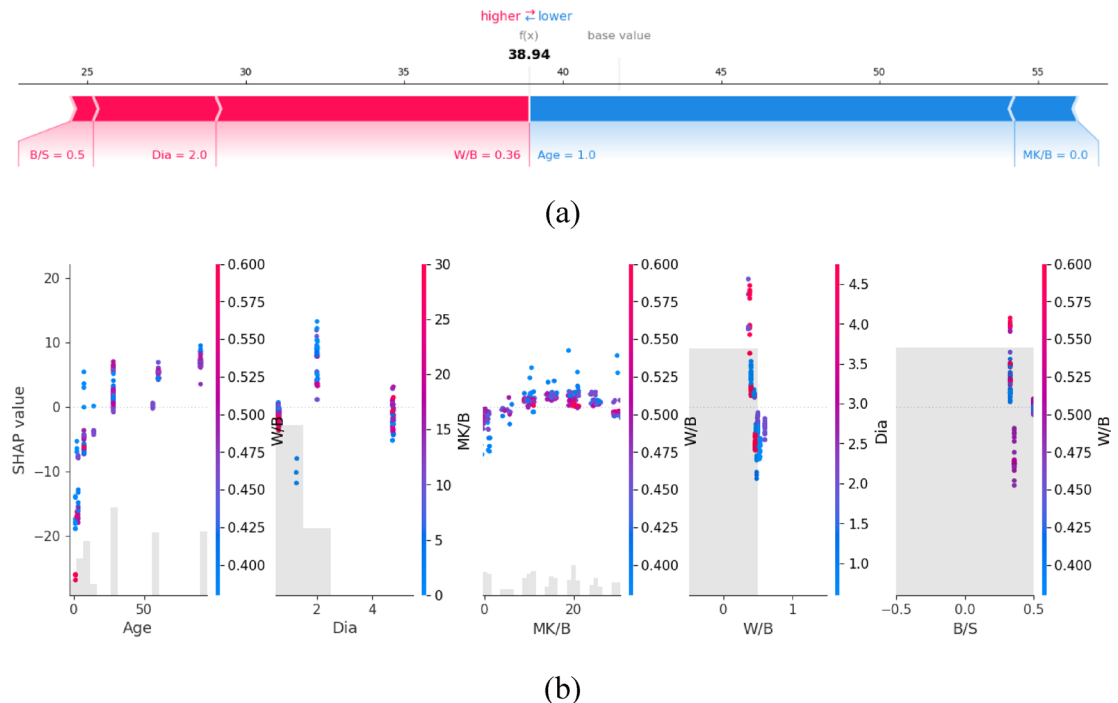 higher ⇄ lower
f(x) base value
38.94
25 30 35 40 45 50 55
B/S = 0.5 Dia = 2.0 W/B = 0.36 Age = 1.0 MK/B = 0.0
(a)
SHAP value
20
10
0
−10
−20
0 50
Age
0.600
0.575
0.550
0.525
0.500
0.475
0.450
0.425
0.400
W/B
2 4
Dia
30
25
20
15
10
5
0
MK/B
0 20
MK/B
0.600
0.575
0.550
0.525
0.500
0.475
0.450
0.425
0.400
W/B
0 1
W/B
4.5
4.0
3.5
3.0
2.5
2.0
1.5
1.0
Dia
−0.5 0.0 0.5
B/S
0.600
0.575
0.550
0.525
0.500
0.475
0.450
0.425
0.400
W/B
(b)